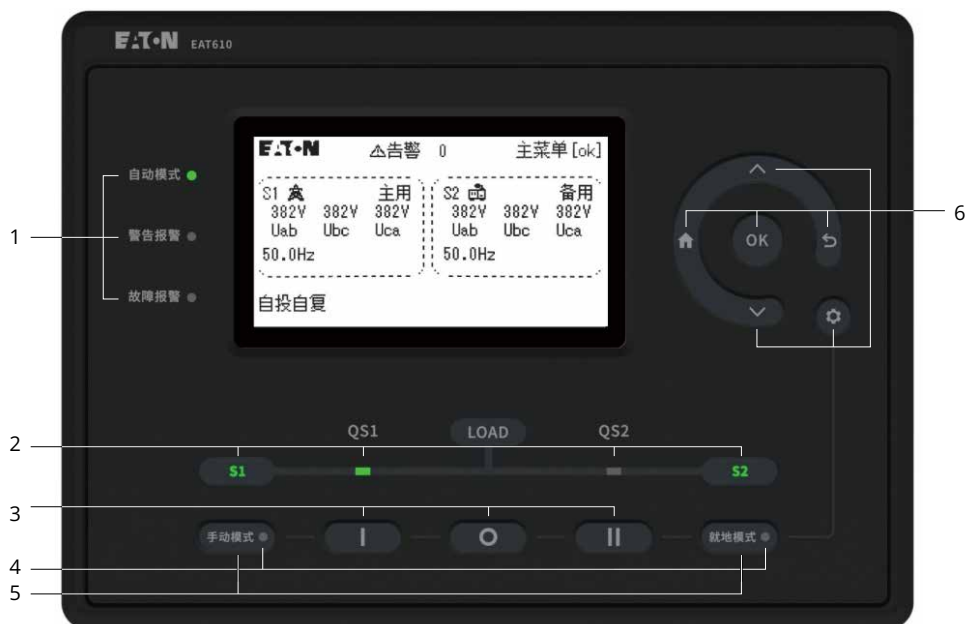 EATON EAT610
EATON 告警 0 主菜单[ok]
自动模式
S1 主用
382V 382V 382V
Uab Ubc Uca
50.0Hz
S2 备用
382V 382V 382V
Uab Ubc Uca
50.0Hz
警告报警
故障报警
自投自复
OK
1
6
QS1 LOAD QS2
2
S1 S2
3
手动模式 I O II 就地模式
4
5